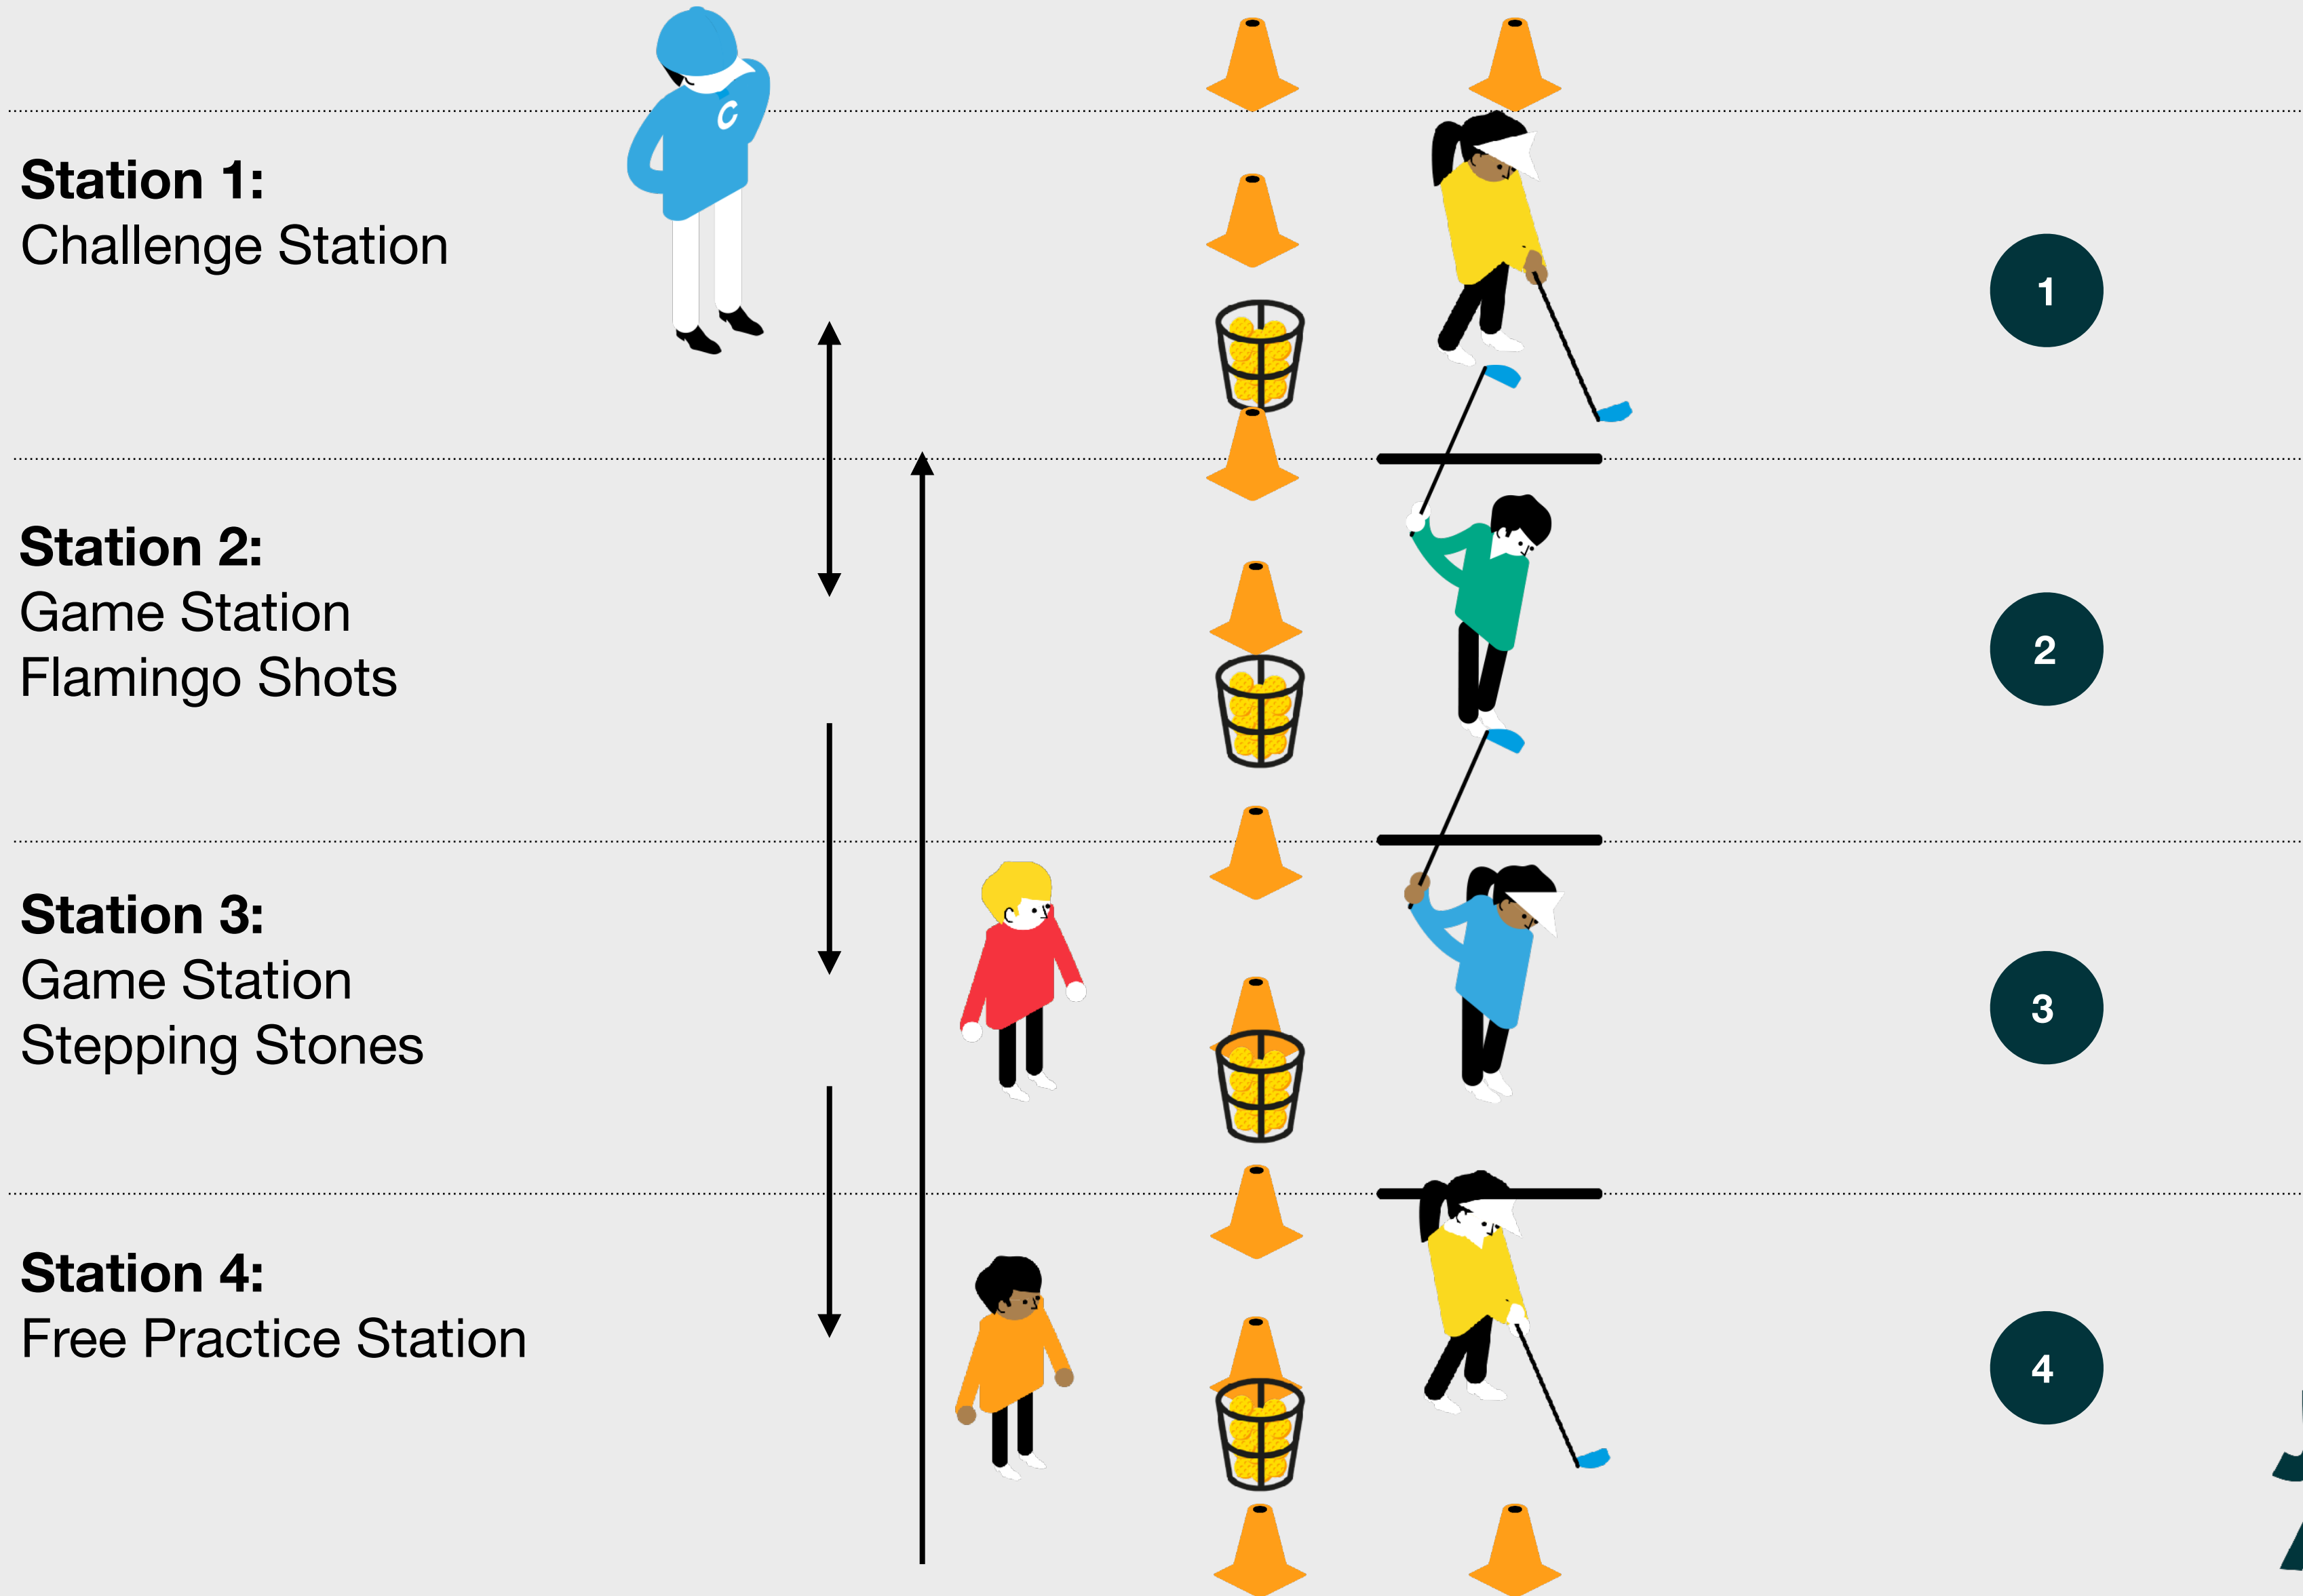 C
Station 1:
Challenge Station
1
Station 2:
Game Station
Flamingo Shots
2
Station 3:
Game Station
Stepping Stones
3
Station 4:
Free Practice Station
4